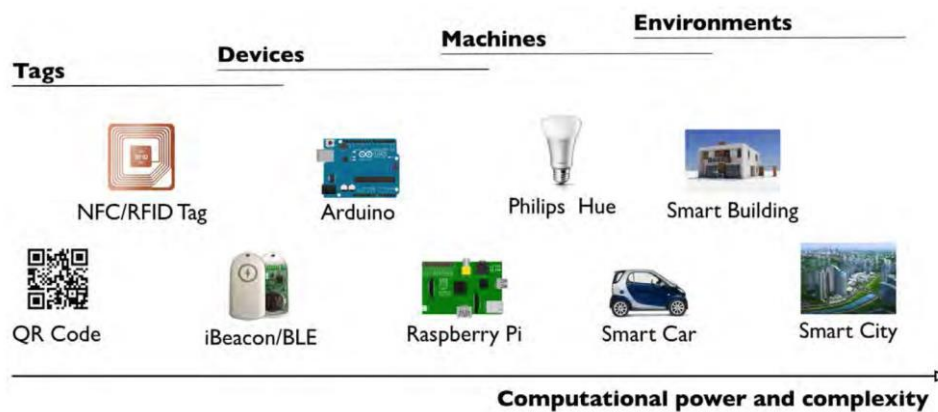 Environments
Machines
Devices
Tags
NFC/RFID Tag
Arduino
Philips Hue
Smart Building
QR Code
iBeacon/BLE
Raspberry Pi
Smart Car
Smart City
Computational power and complexity